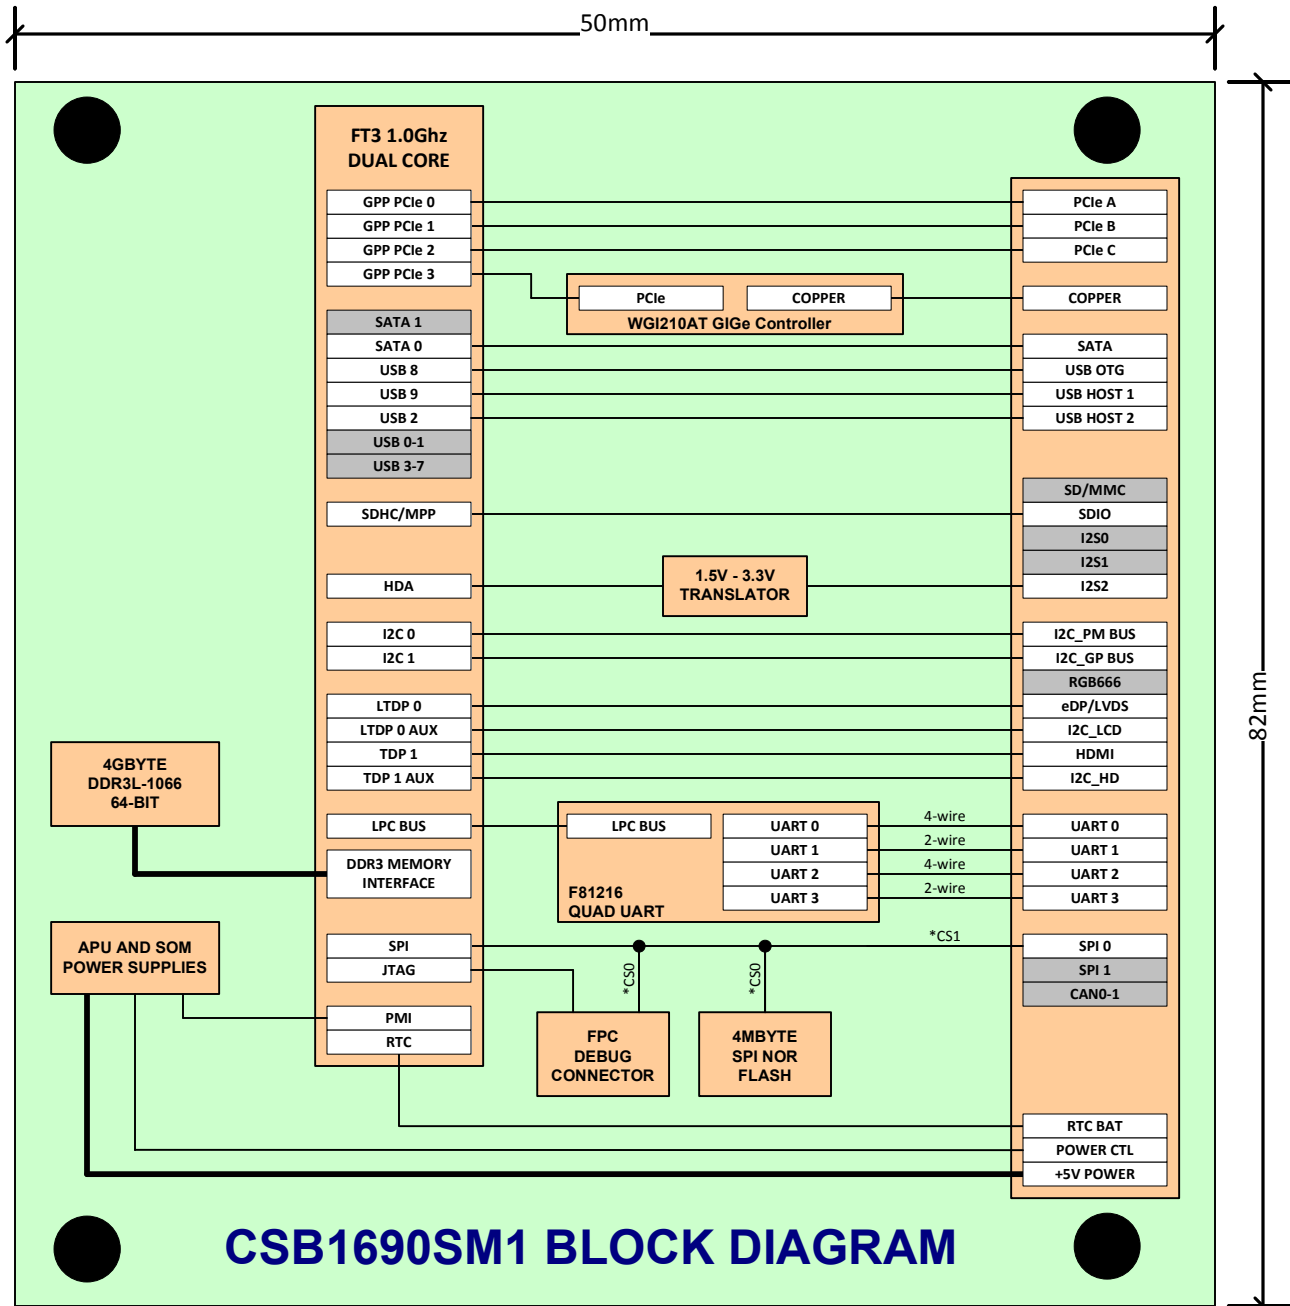 50mm
82mm
FT3 1.0Ghz
DUAL CORE
GPP PCIe 0
GPP PCIe 1
GPP PCIe 2
GPP PCIe 3
SATA 1
SATA 0
USB 8
USB 9
USB 2
USB 0-1
USB 3-7
SDHC/MPP
HDA
I2C 0
I2C 1
LTDP 0
LTDP 0 AUX
TDP 1
TDP 1 AUX
LPC BUS
DDR3 MEMORY
INTERFACE
SPI
JTAG
PMI
RTC
4GBYTE
DDR3L-1066
64-BIT
APU AND SOM
POWER SUPPLIES
PCIe
COPPER
WGI210AT GIGe Controller
1.5V - 3.3V
TRANSLATOR
LPC BUS
UART 0
UART 1
UART 2
UART 3
F81216
QUAD UART
4-wire
2-wire
4-wire
2-wire
*CS1
*CS0
*CS0
FPC
DEBUG
CONNECTOR
4MBYTE
SPI NOR
FLASH
PCIe A
PCIe B
PCIe C
COPPER
SATA
USB OTG
USB HOST 1
USB HOST 2
SD/MMC
SDIO
I2S0
I2S1
I2S2
I2C_PM BUS
I2C_GP BUS
RGB666
eDP/LVDS
I2C_LCD
HDMI
I2C_HD
UART 0
UART 1
UART 2
UART 3
SPI 0
SPI 1
CAN0-1
RTC BAT
POWER CTL
+5V POWER
CSB1690SM1 BLOCK DIAGRAM